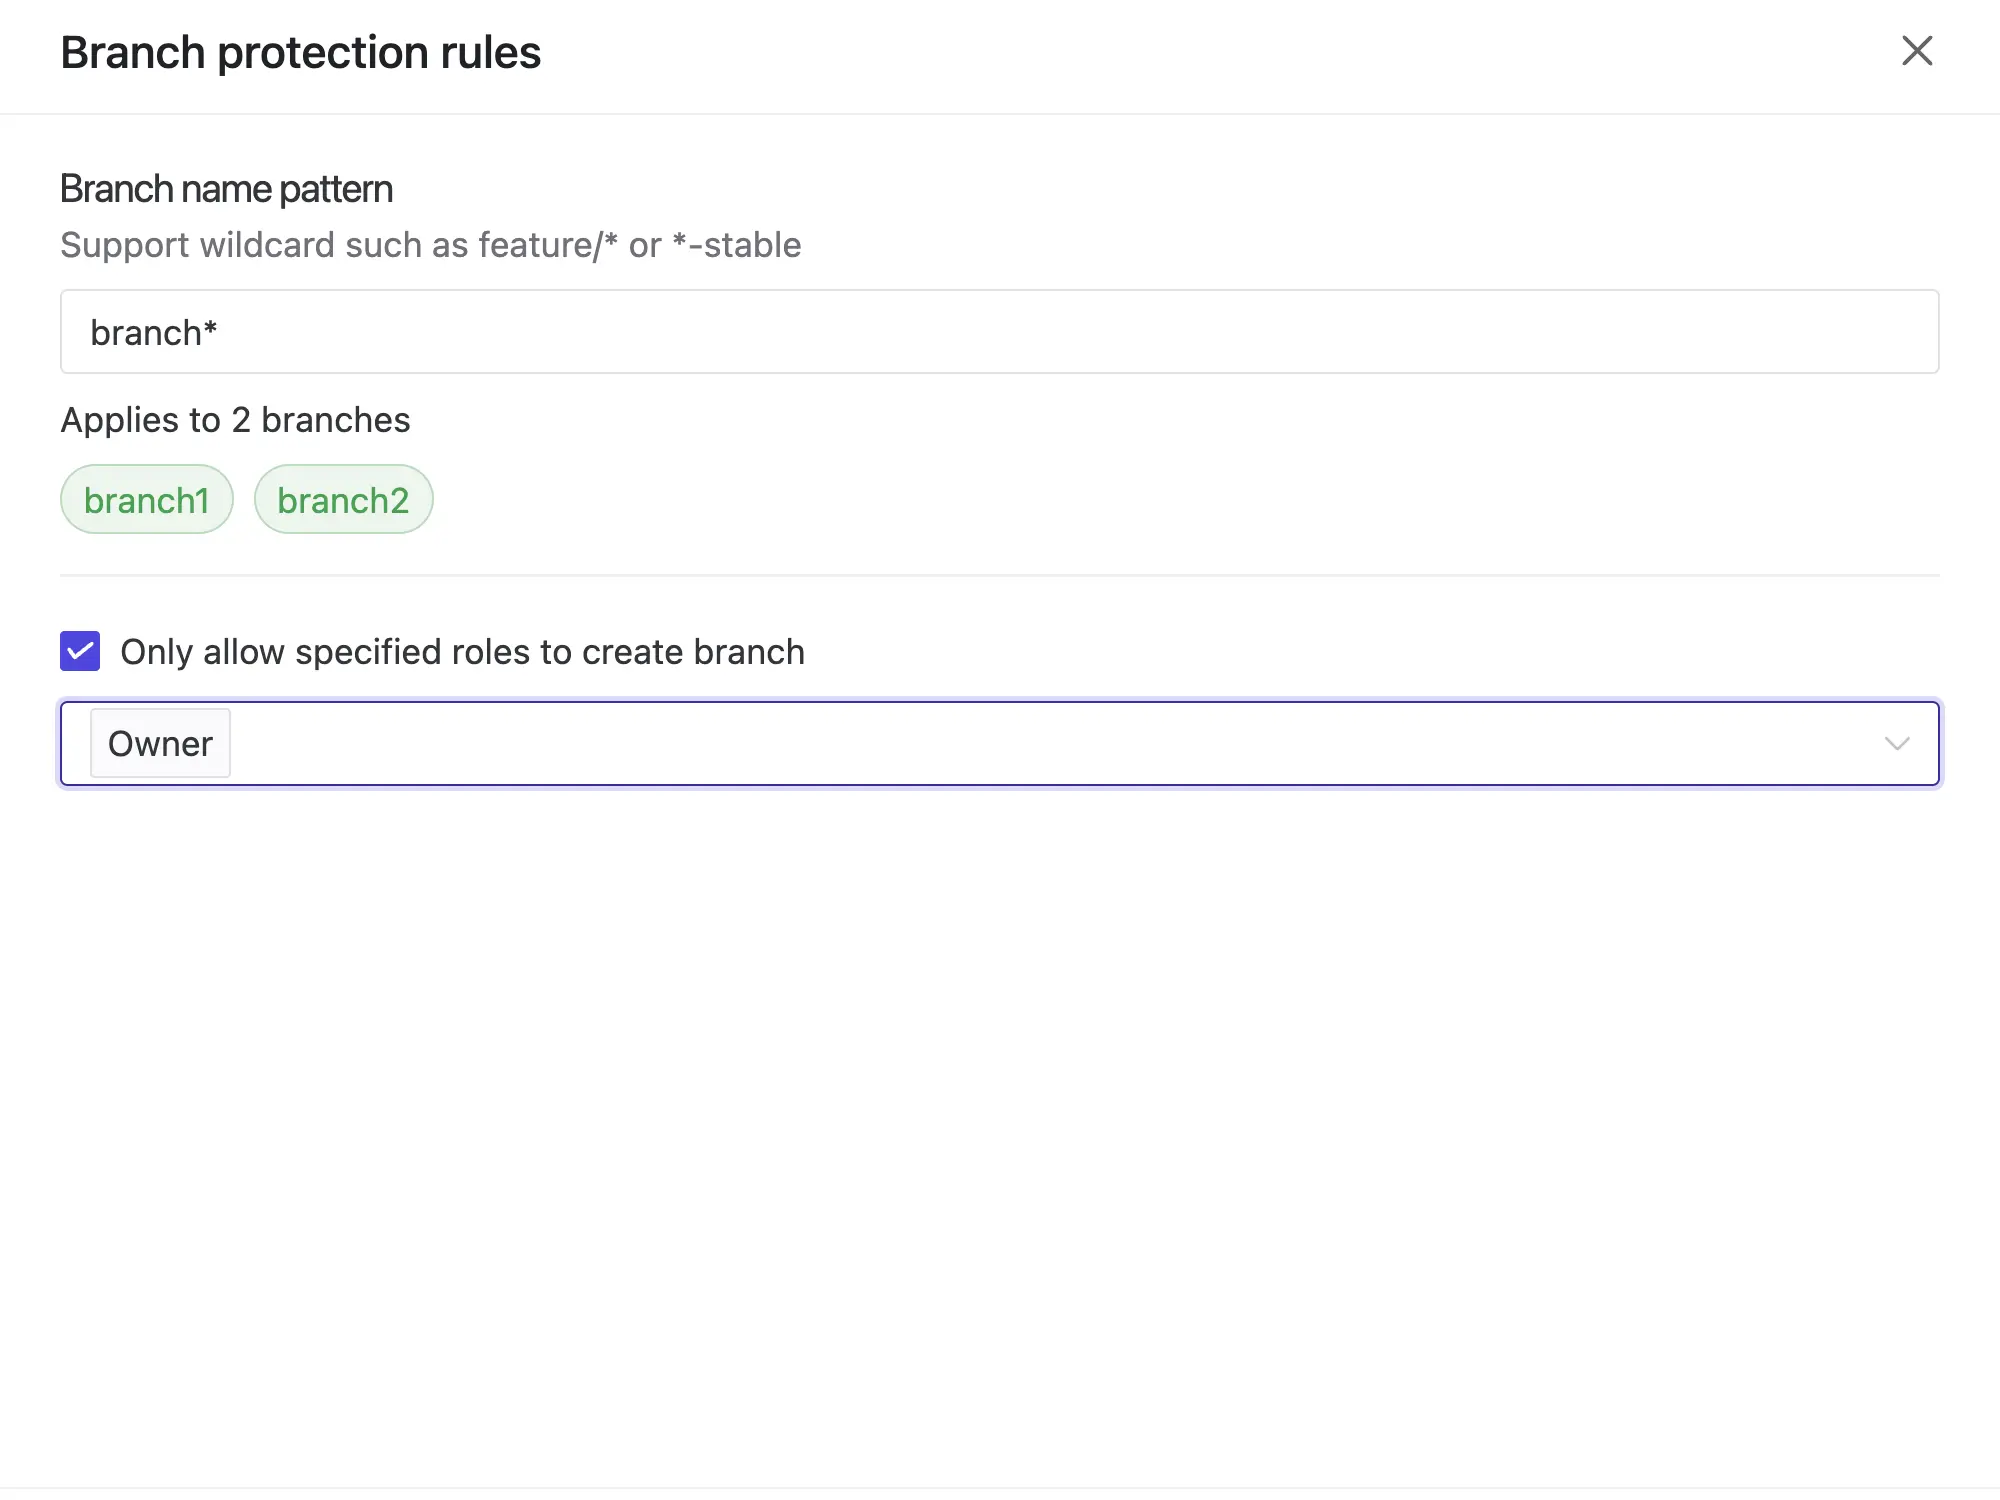 Branch protection rules
Branch name pattern
Support wildcard such as feature/* or *-stable
branch*
Applies to 2 branches
branch1 branch2
Only allow specified roles to create branch
Owner